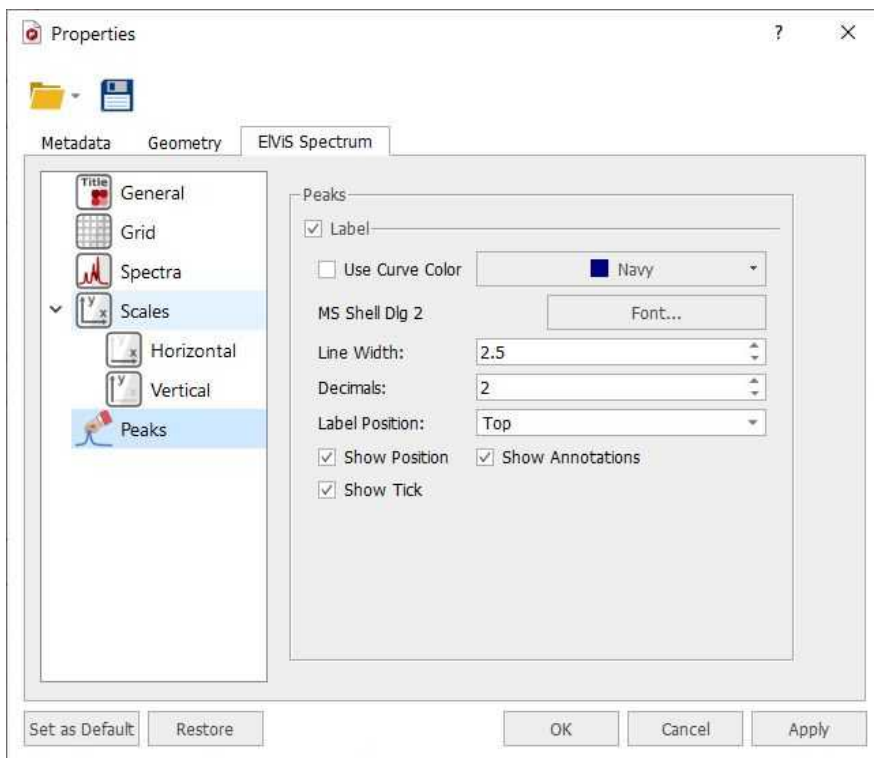 Properties
?
Metadata Geometry ElViS Spectrum
Title
General
Grid
Spectra
y x
Scales
x
Horizontal
y
Vertical
Peaks
Peaks
Label
Use Curve Color Navy
MS Shell Dlg 2 Font...
Line Width: 2.5
Decimals: 2
Label Position: Top
Show Position Show Annotations
Show Tick
Set as Default Restore OK Cancel Apply